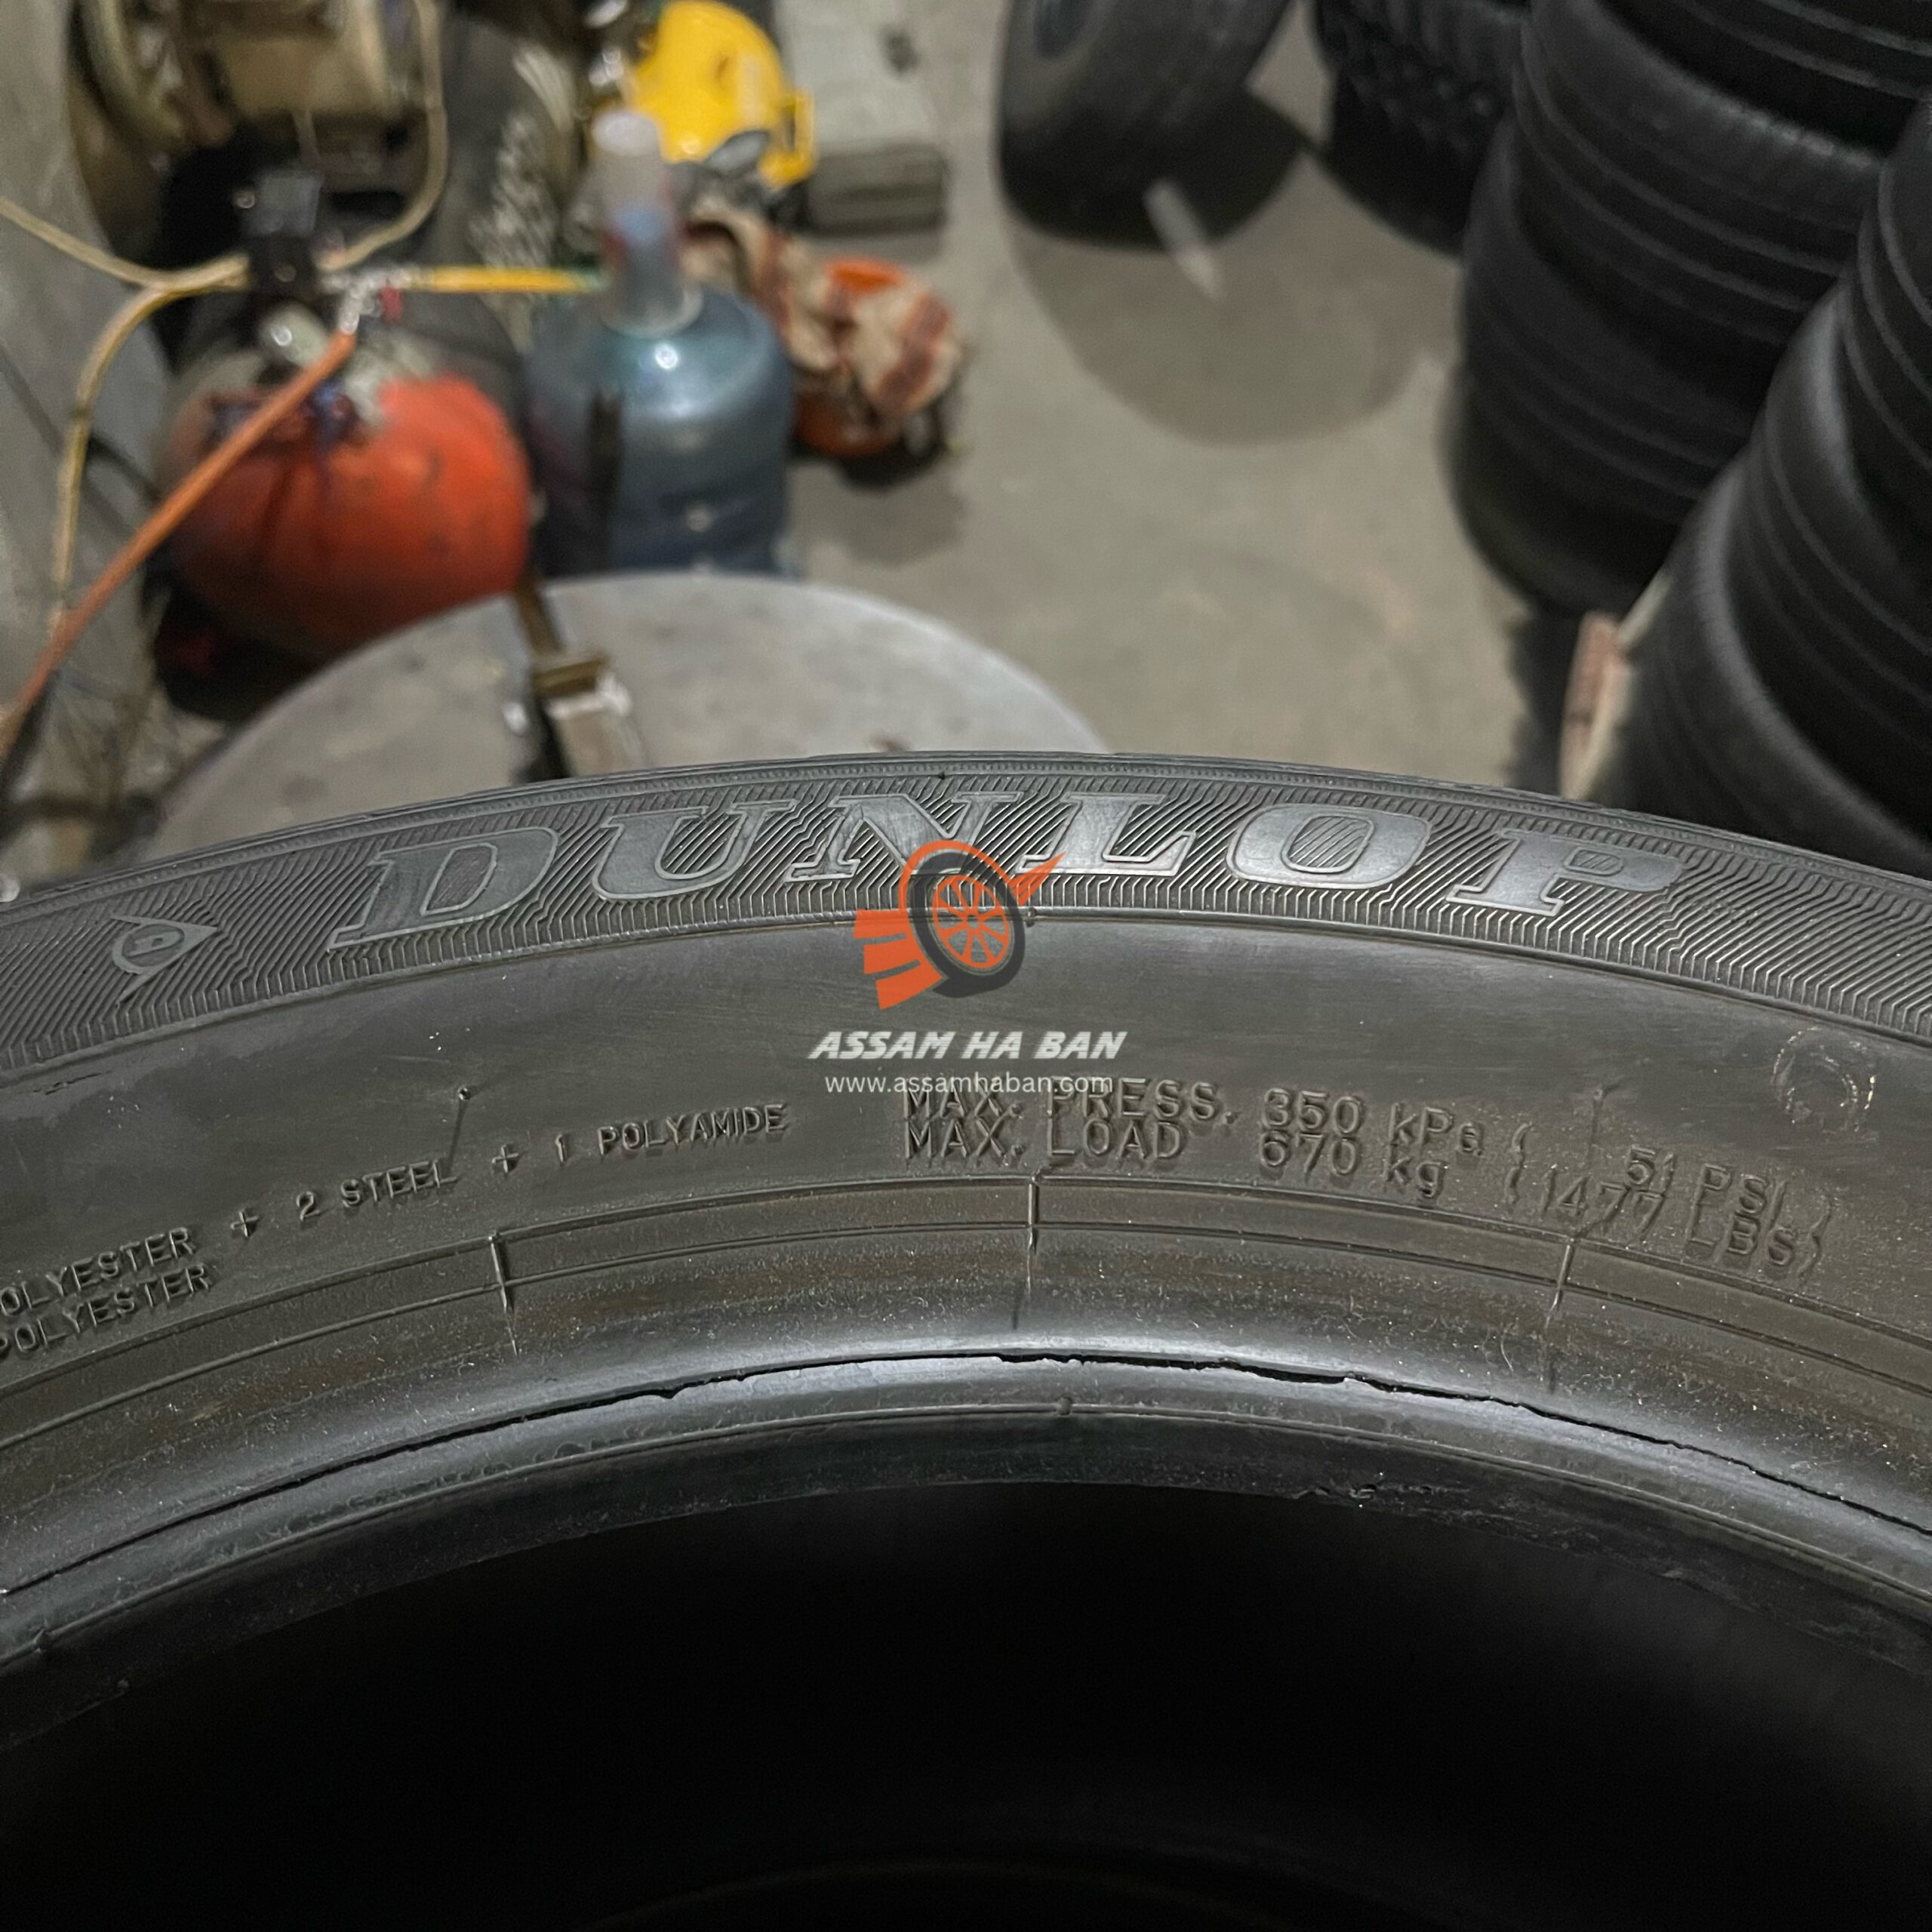 DUNLOP
ASSAM HA BAN
www.assamhaban.com
MAX. PRESS. 350 kPa (51 PSI)
MAX. LOAD 670 kg (1477 LBS)
POLYESTER + 2 STEEL + 1 POLYAMIDE
POLYESTER